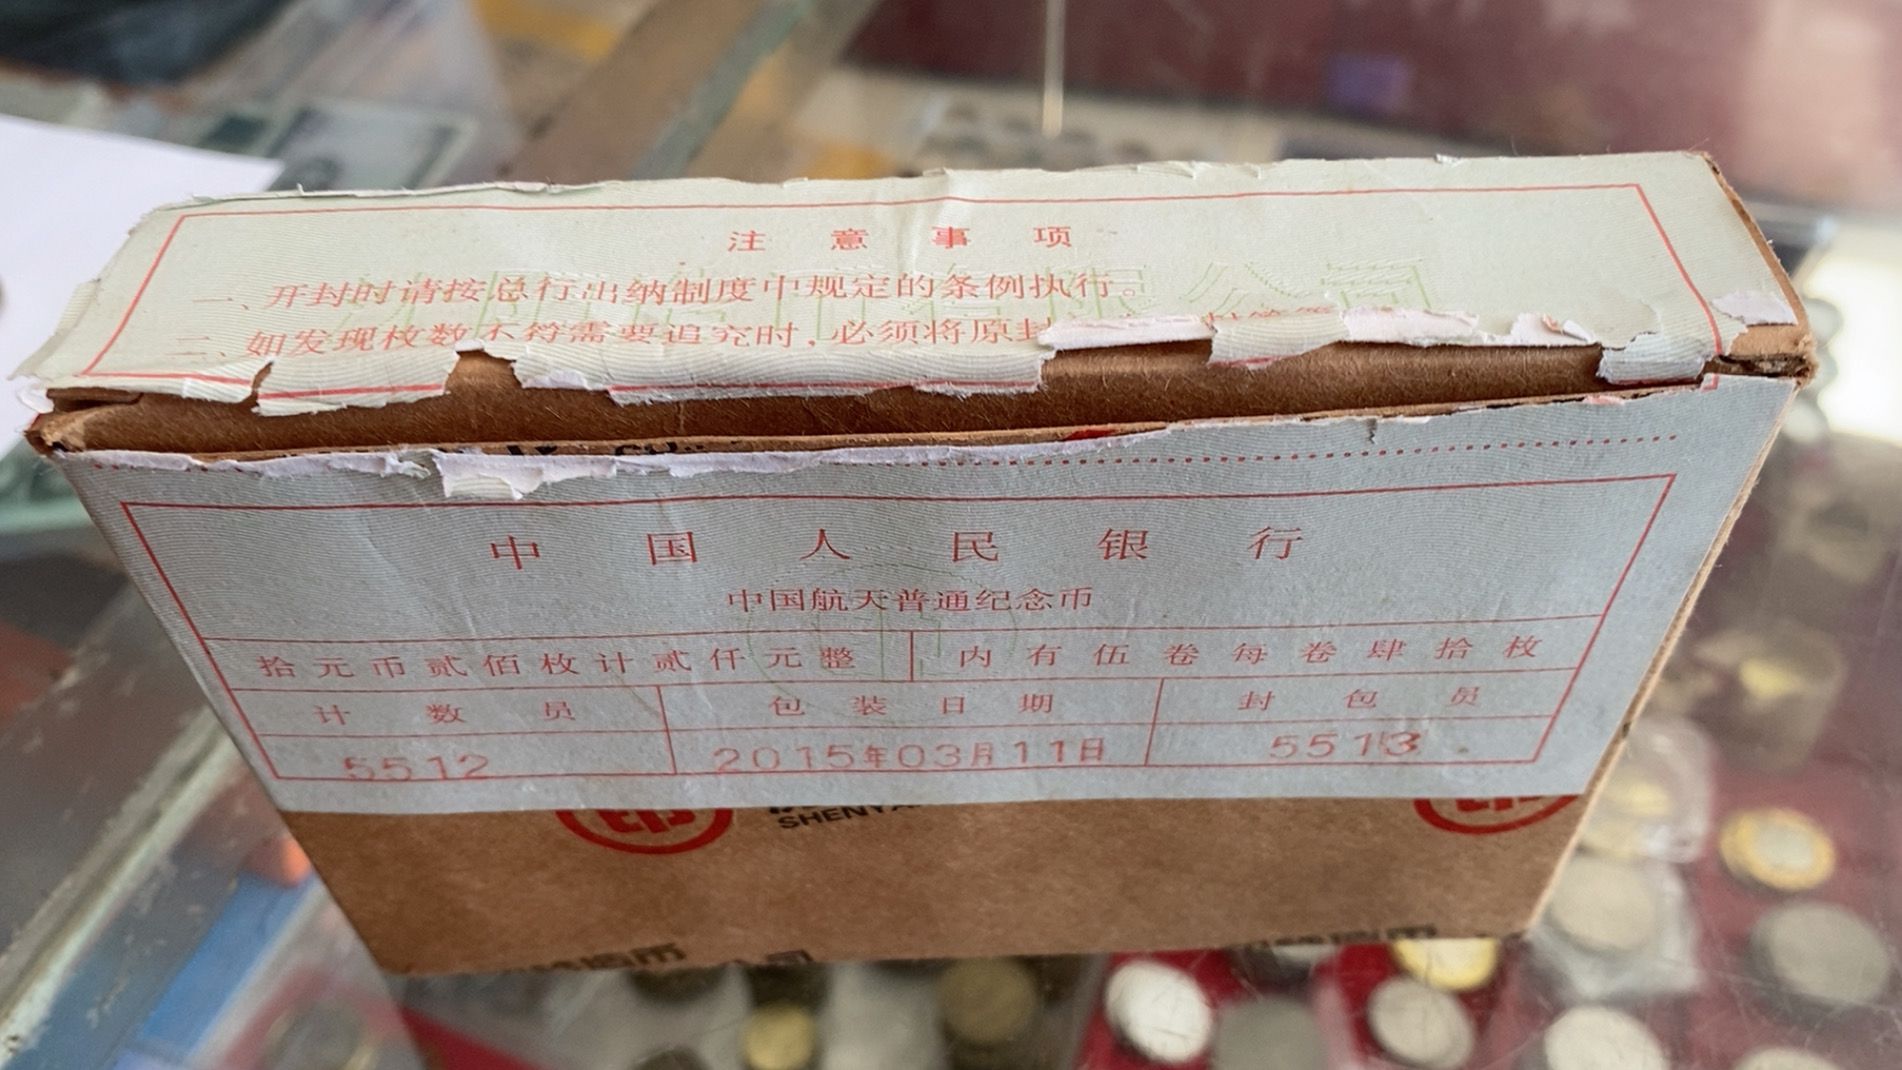 注意事项
一、开封时请按总行出纳制度中规定的条例执行。
二、如发现枚数不符需要追究时,必须将原封
中国人民银行
中国航天普通纪念币
拾元币贰佰枚计贰仟元整 内有伍卷每卷肆拾枚
计数员 包装日期 封包员
5512 2015年03月11日 5513
SHENYA